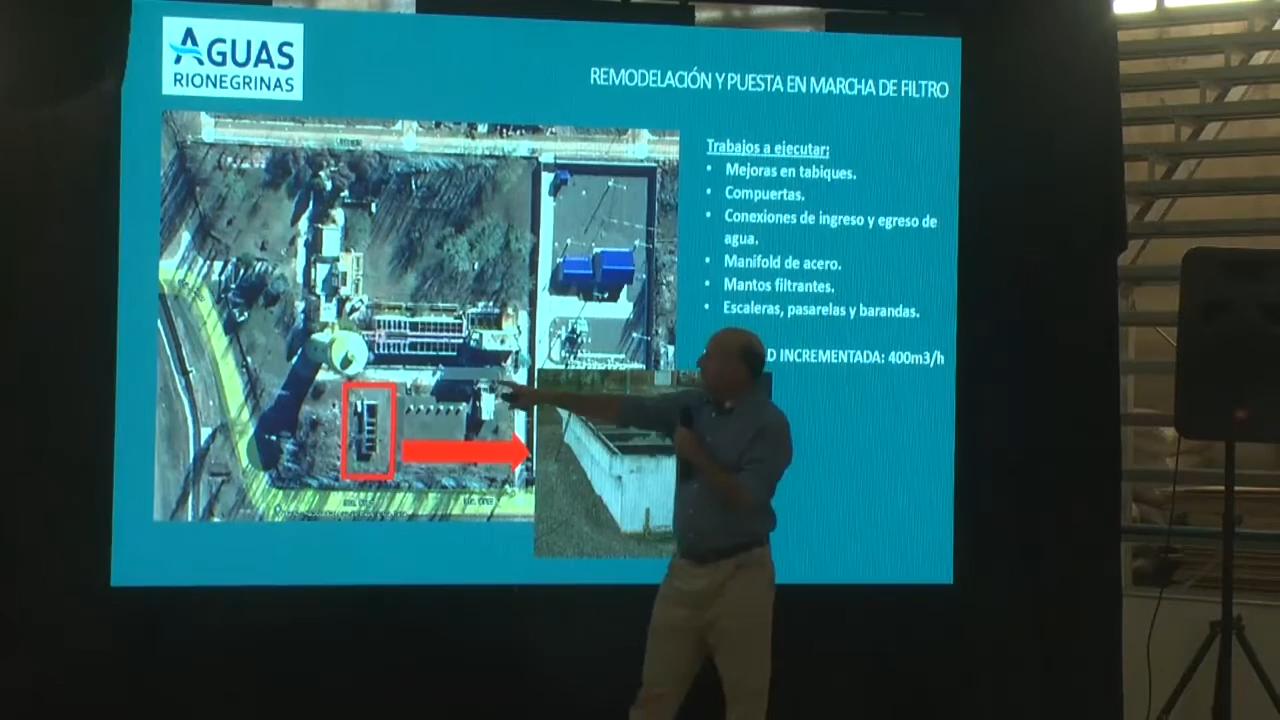 AGUAS
RIONEGRINAS
REMODELACIÓN Y PUESTA EN MARCHA DE FILTRO
Trabajos a ejecutar:
• Mejoras en tabiques.
• Compuertas.
• Conexiones de ingreso y egreso de
agua.
• Manifold de acero.
• Mantos filtrantes.
• Escaleras, pasarelas y barandas.
D INCREMENTADA: 400m3/h